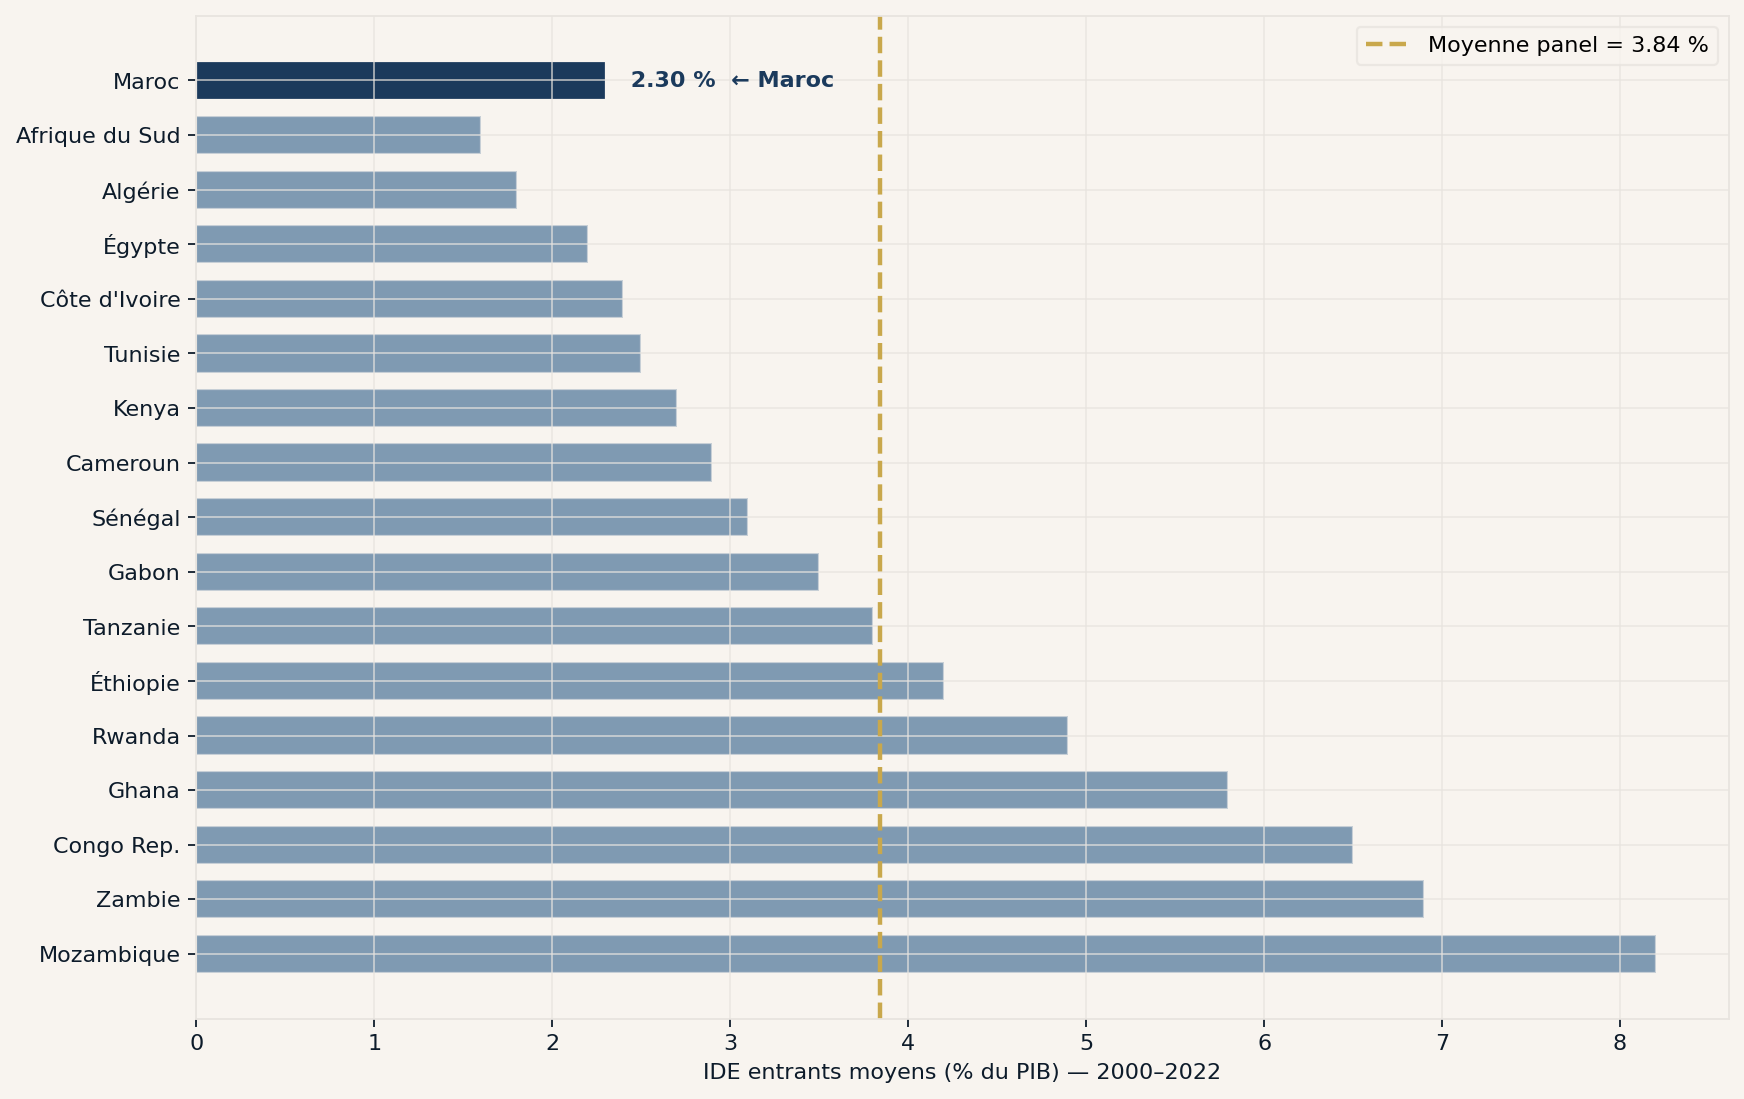 Moyenne panel = 3.84 %
Maroc
2.30 % ← Maroc
Afrique du Sud
Algérie
Égypte
Côte d'Ivoire
Tunisie
Kenya
Cameroun
Sénégal
Gabon
Tanzanie
Éthiopie
Rwanda
Ghana
Congo Rep.
Zambie
Mozambique
0 1 2 3 4 5 6 7 8
IDE entrants moyens (% du PIB) — 2000–2022